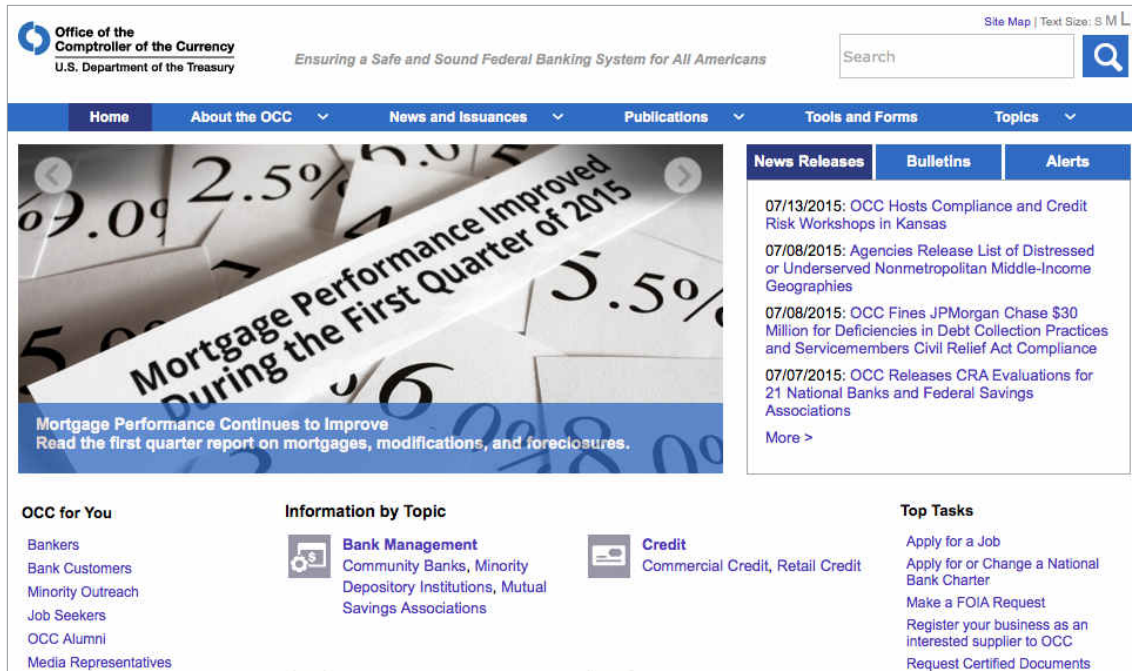 Office of the
Comptroller of the Currency
U.S. Department of the Treasury
Ensuring a Safe and Sound Federal Banking System for All Americans
Site Map | Text Size: S M L
Search
Home
About the OCC
News and Issuances
Publications
Tools and Forms
Topics
2.5%
9.0%
Mortgage Performance Improved
During the First Quarter of 2015
5.5%
Mortgage Performance Continues to Improve
Read the first quarter report on mortgages, modifications, and foreclosures.
News Releases
Bulletins
Alerts
07/13/2015: OCC Hosts Compliance and Credit
Risk Workshops in Kansas
07/08/2015: Agencies Release List of Distressed
or Underserved Nonmetropolitan Middle-Income
Geographies
07/08/2015: OCC Fines JPMorgan Chase $30
Million for Deficiencies in Debt Collection Practices
and Servicemembers Civil Relief Act Compliance
07/07/2015: OCC Releases CRA Evaluations for
21 National Banks and Federal Savings
Associations
More >
OCC for You
Bankers
Bank Customers
Minority Outreach
Job Seekers
OCC Alumni
Media Representatives
Information by Topic
Bank Management
Community Banks, Minority
Depository Institutions, Mutual
Savings Associations
Credit
Commercial Credit, Retail Credit
Top Tasks
Apply for a Job
Apply for or Change a National
Bank Charter
Make a FOIA Request
Register your business as an
interested supplier to OCC
Request Certified Documents